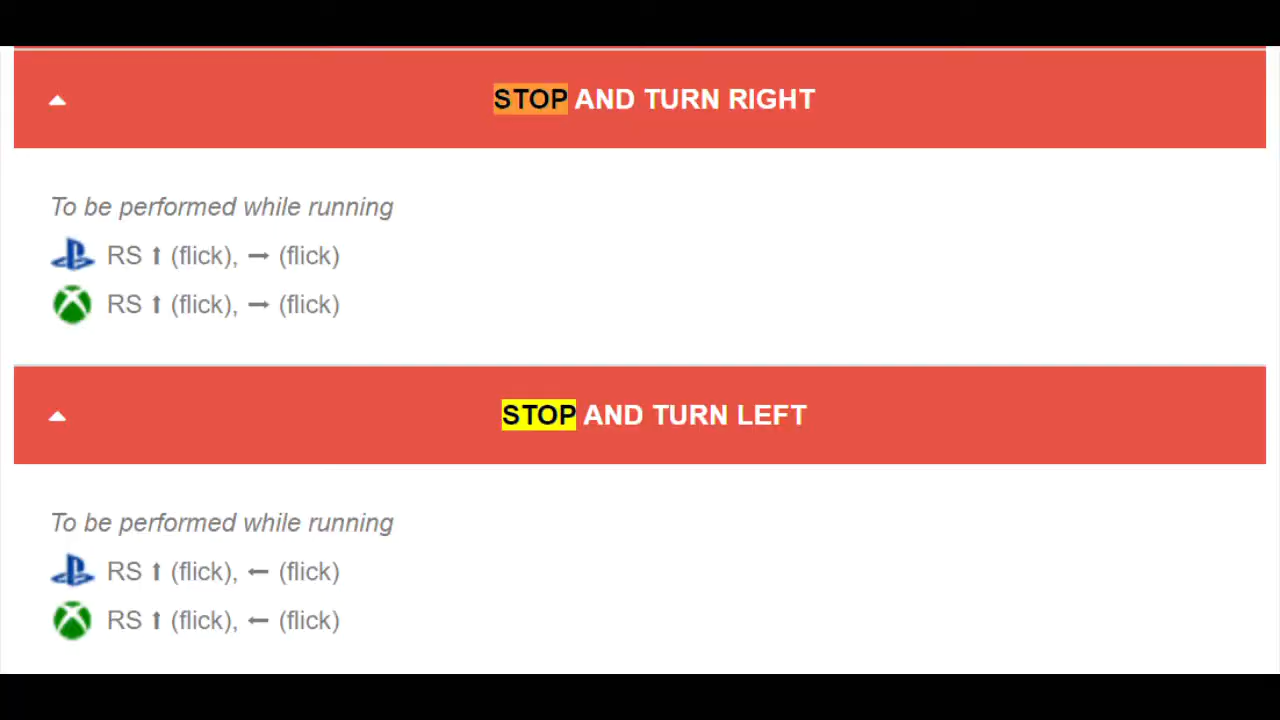 STOP AND TURN RIGHT
To be performed while running
RS ⬆ (flick), ➡ (flick)
RS ⬆ (flick), ➡ (flick)
STOP AND TURN LEFT
To be performed while running
RS ⬆ (flick), ⬅ (flick)
RS ⬆ (flick), ⬅ (flick)